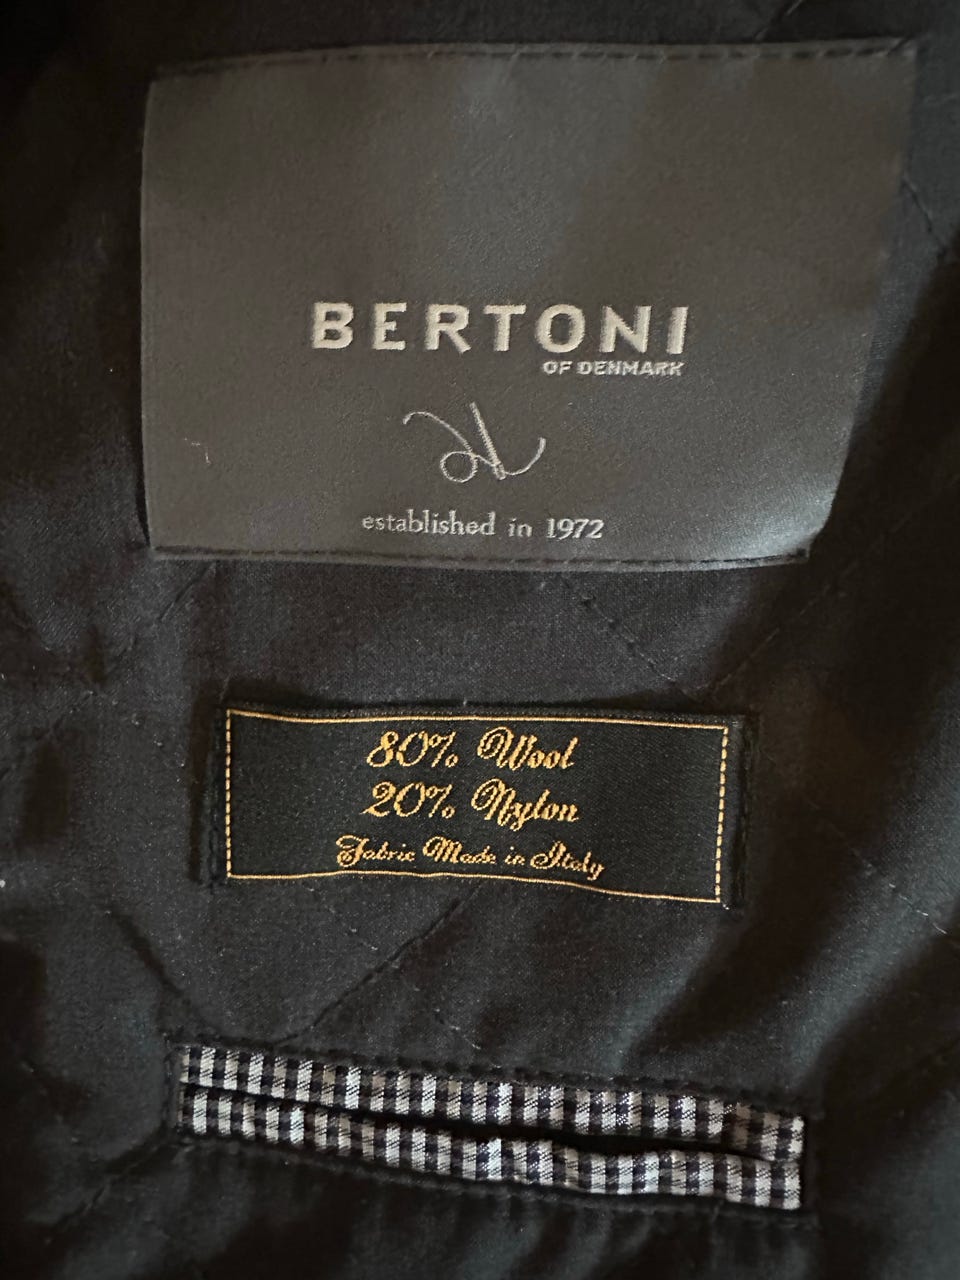 BERTONI
OF DENMARK
established in 1972
80% Wool
20% Nylon
Fabric Made in Italy